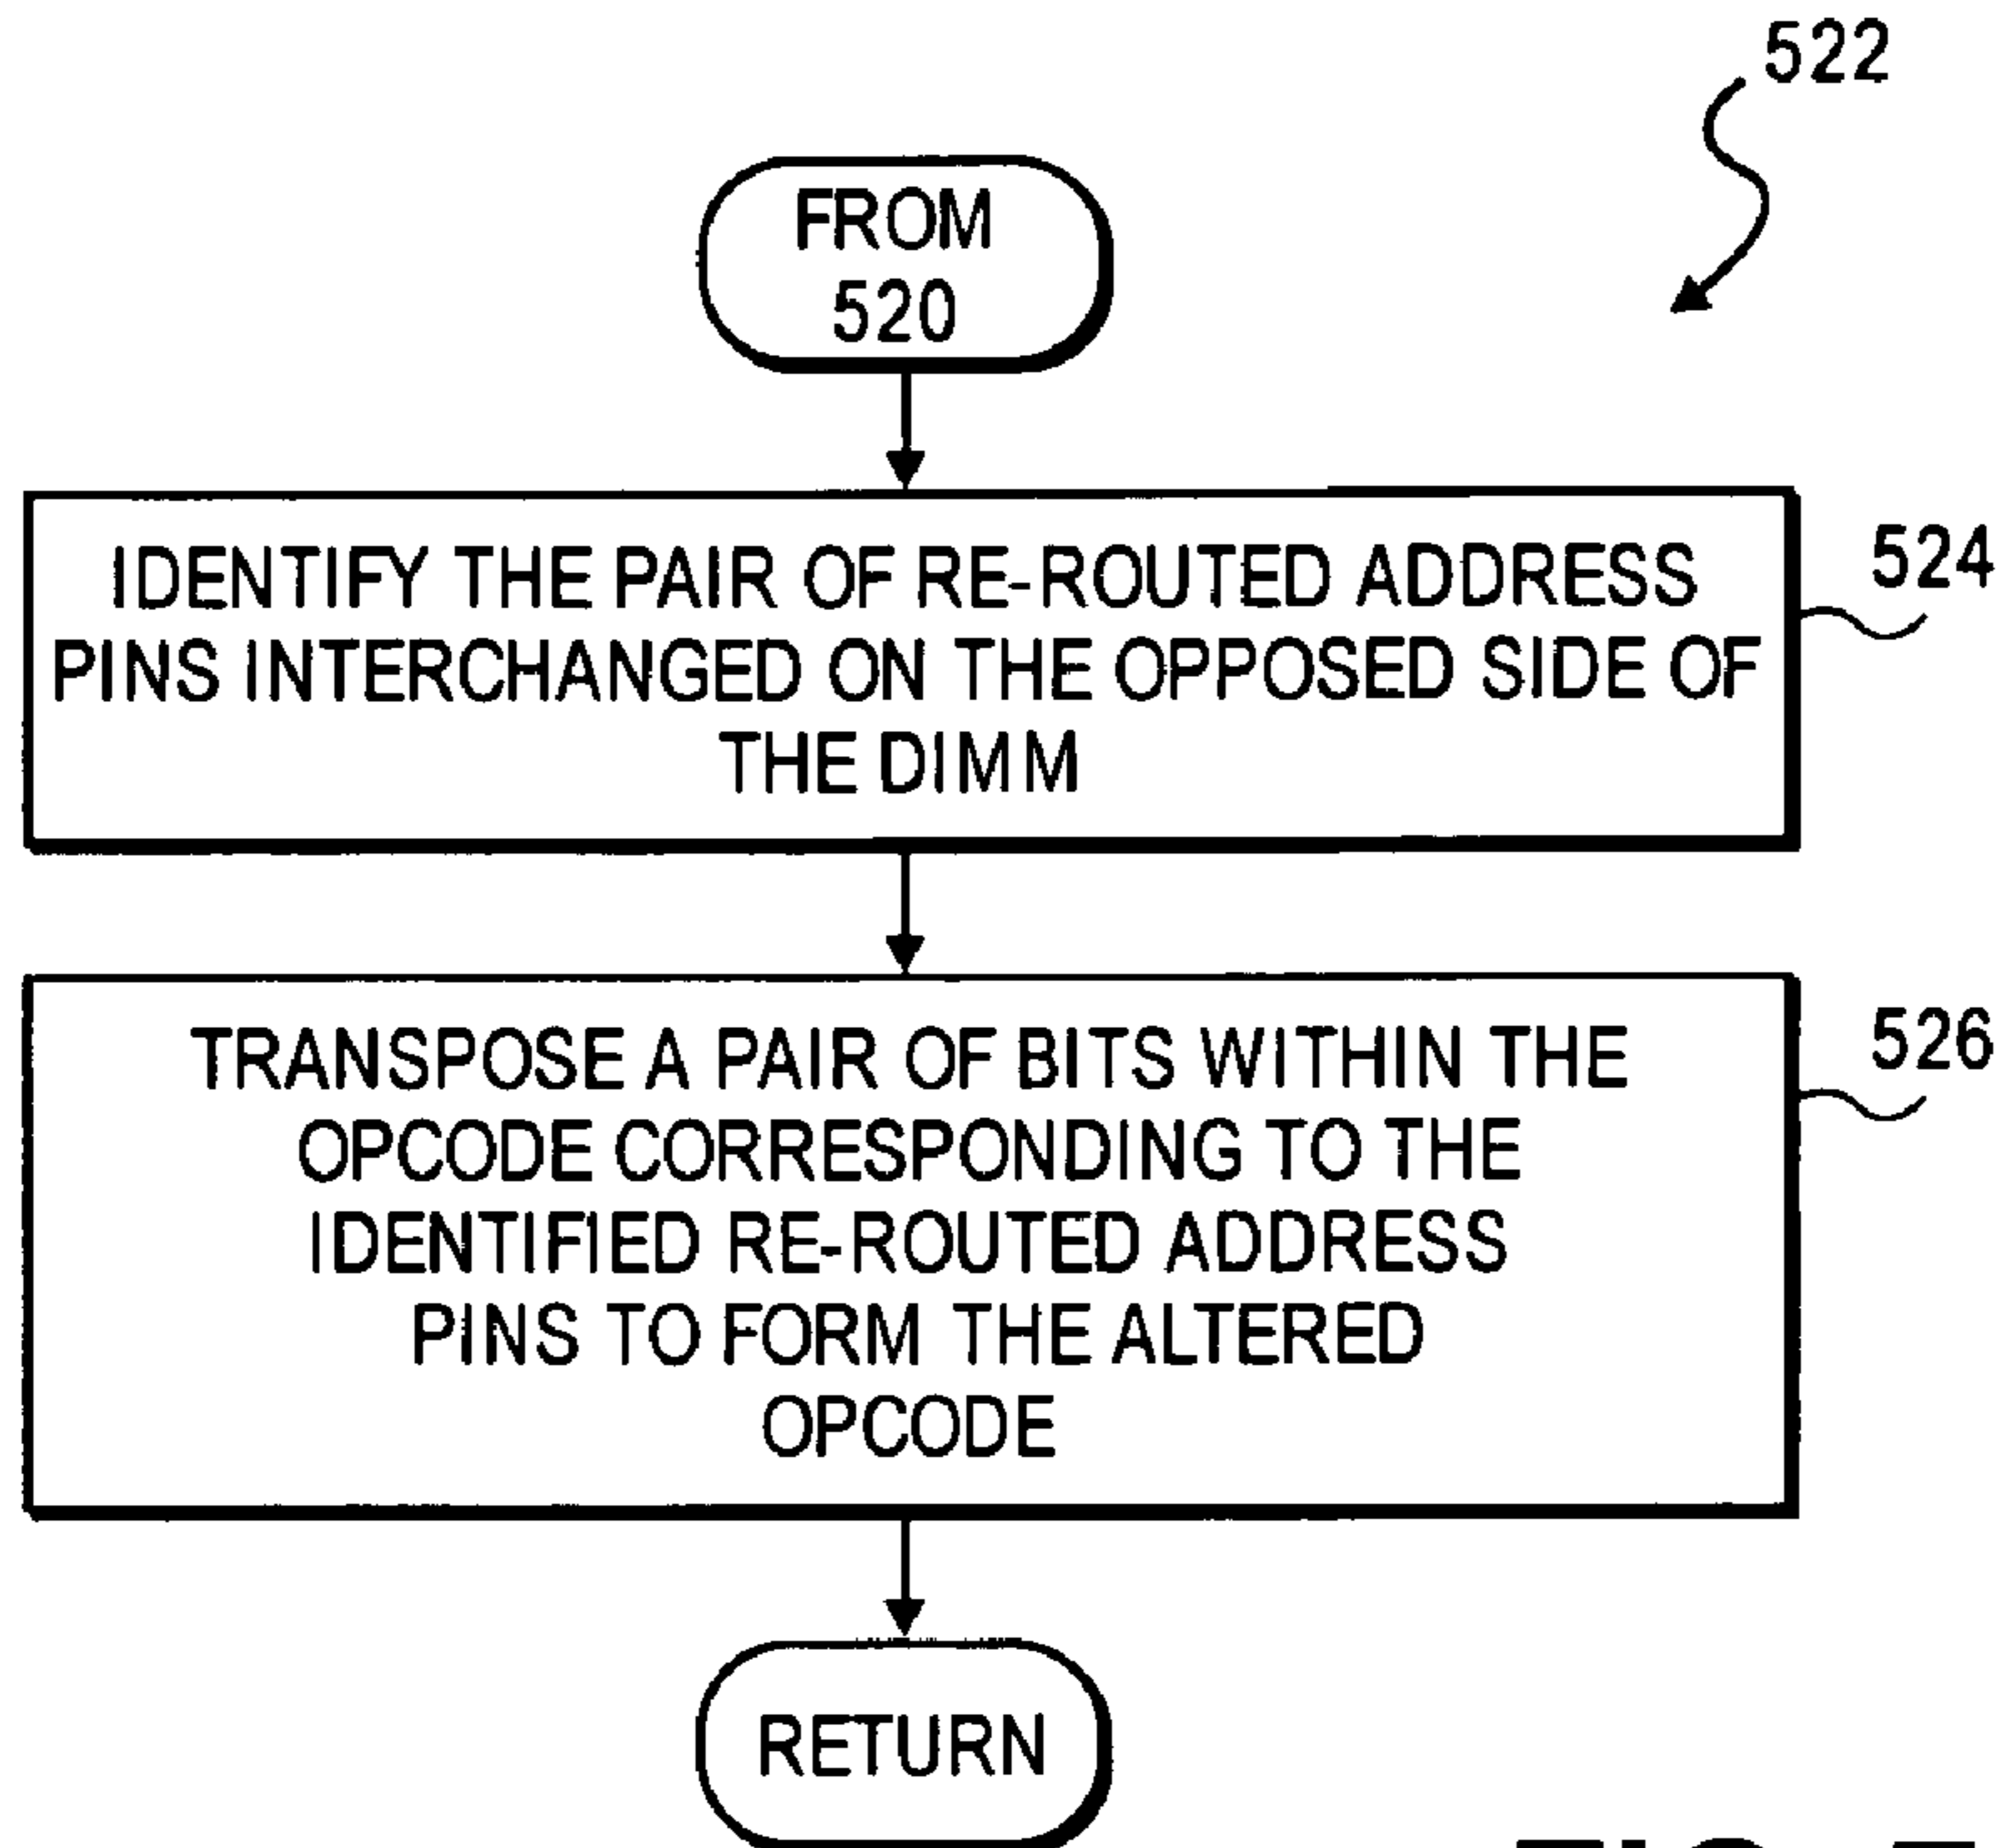 522
FROM
520
IDENTIFY THE PAIR OF RE-ROUTED ADDRESS
PINS INTERCHANGED ON THE OPPOSED SIDE OF
THE DIMM
524
TRANSPOSE A PAIR OF BITS WITHIN THE
OPCODE CORRESPONDING TO THE
IDENTIFIED RE-ROUTED ADDRESS
PINS TO FORM THE ALTERED
OPCODE
526
RETURN